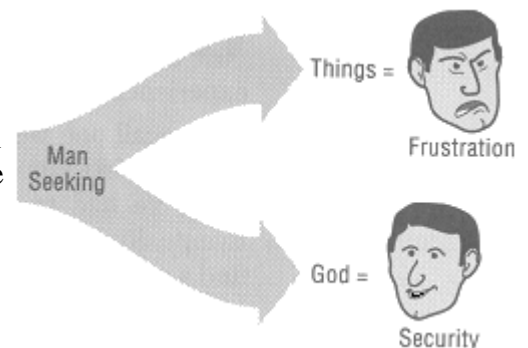 Things =
Frustration
Man
Seeking
God =
Security